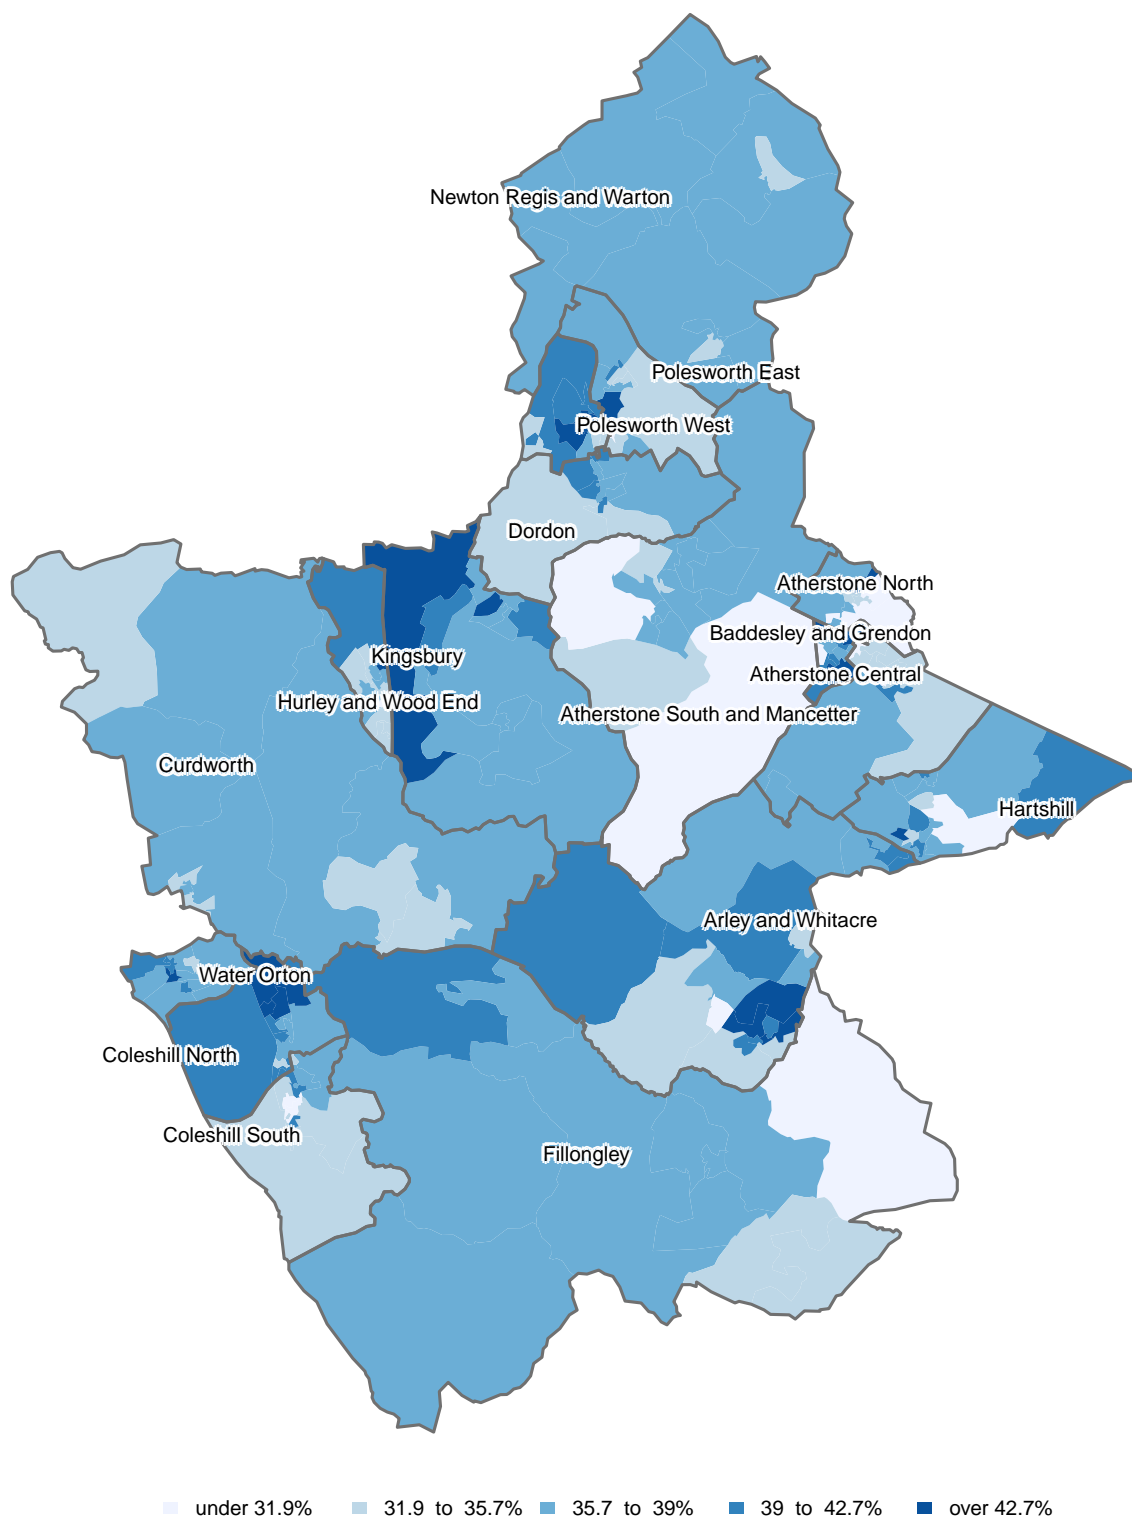 Newton Regis and Warton
Polesworth East
Polesworth West
Dordon
Atherstone North
Baddesley and Grendon
Kingsbury
Atherstone Central
Hurley and Wood End
Atherstone South and Mancetter
Curdworth
Hartshill
Arley and Whitacre
Water Orton
Coleshill North
Coleshill South
Fillongley
under 31.9% 31.9 to 35.7% 35.7 to 39% 39 to 42.7% over 42.7%